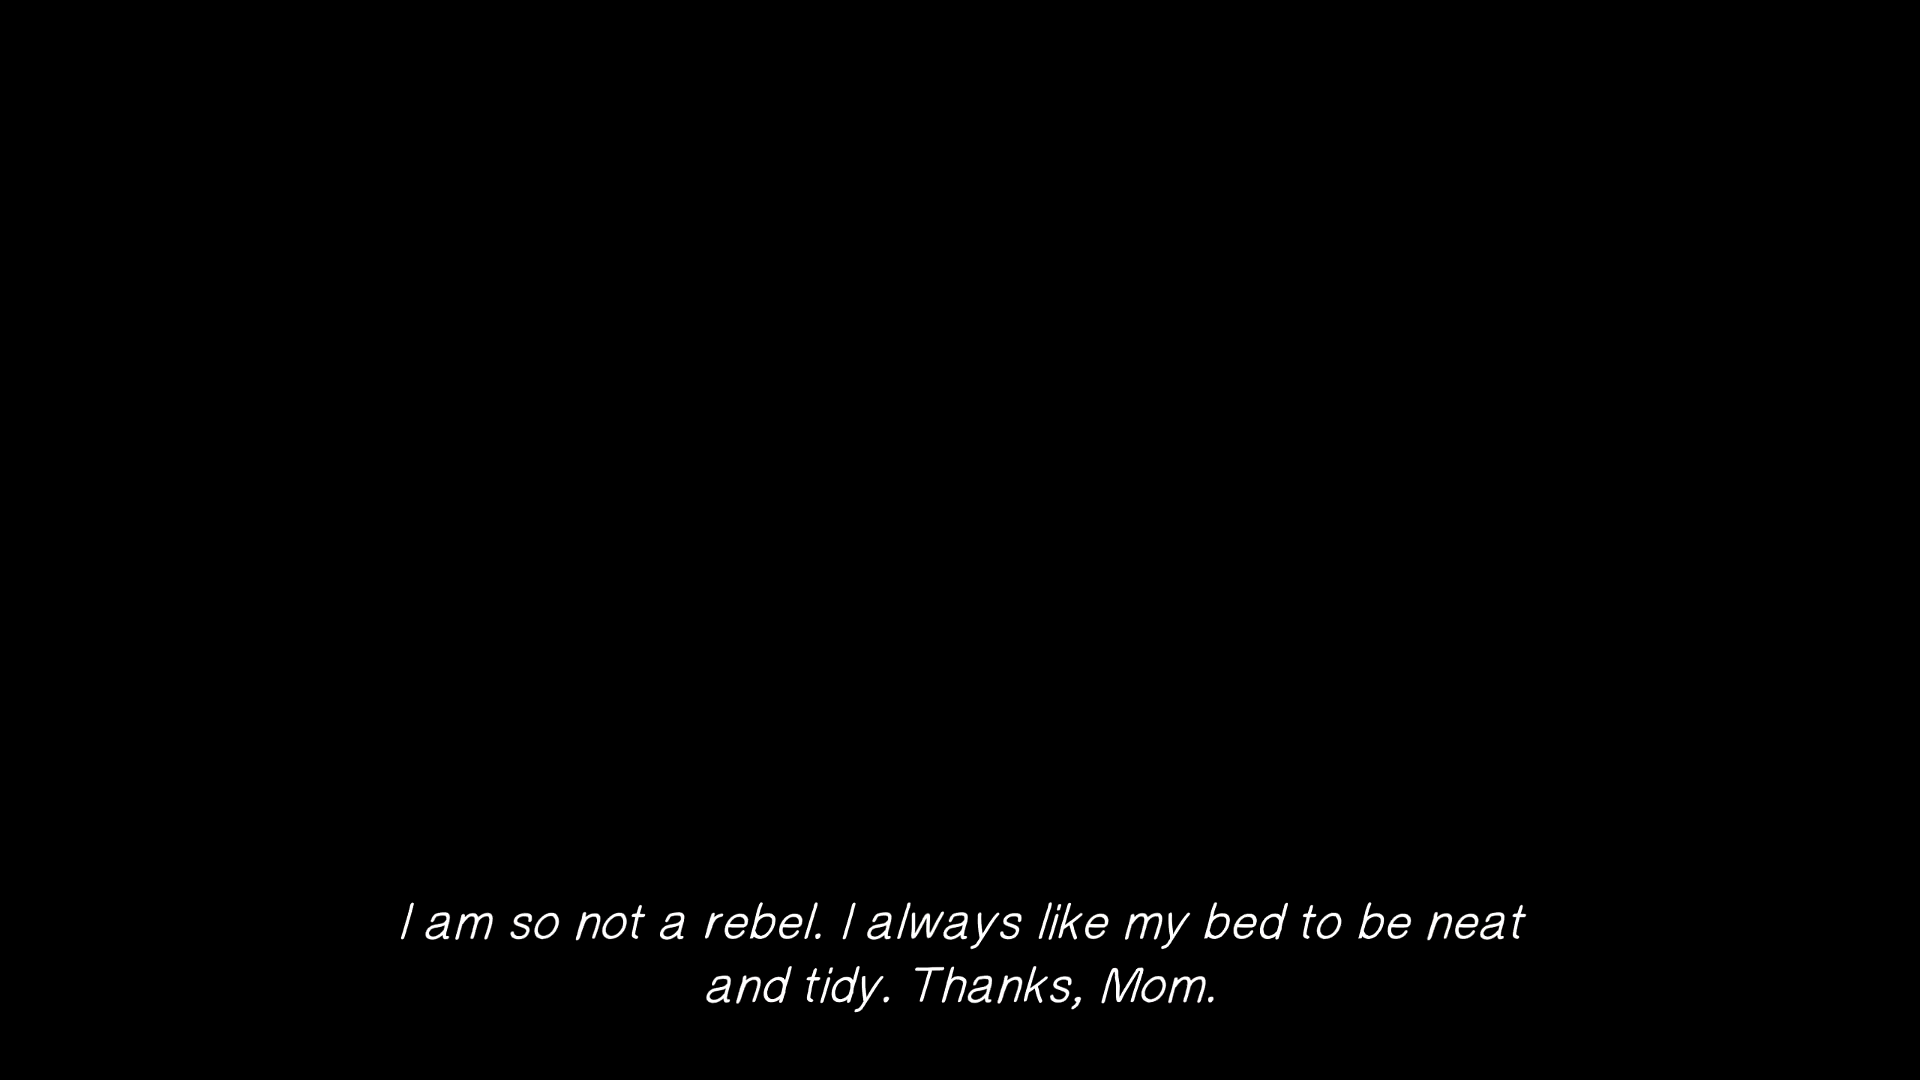 I am so not a rebel. I always like my bed to be neat
and tidy. Thanks, Mom.